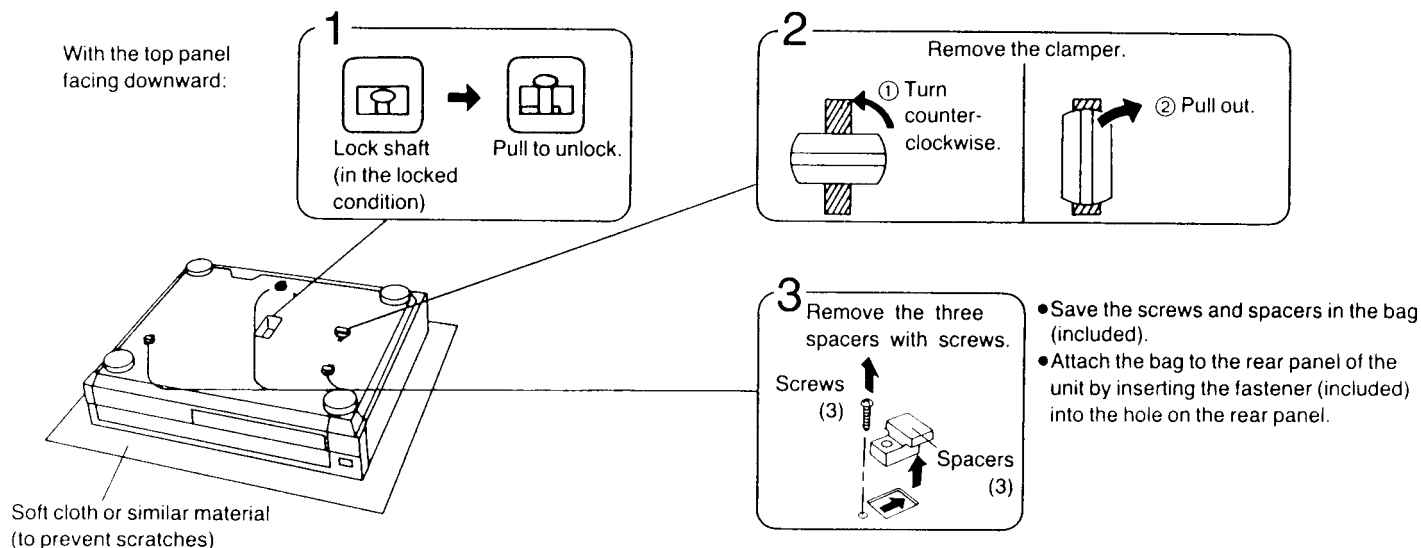 With the top panel
facing downward:
1
Lock shaft
(in the locked
condition)
Pull to unlock.
2
Remove the clamper.
① Turn
counter-
clockwise.
② Pull out.
3
Remove the three
spacers with screws.
Screws
(3)
Spacers
(3)
●Save the screws and spacers in the bag
(included).
●Attach the bag to the rear panel of the
unit by inserting the fastener (included)
into the hole on the rear panel.
Soft cloth or similar material
(to prevent scratches)